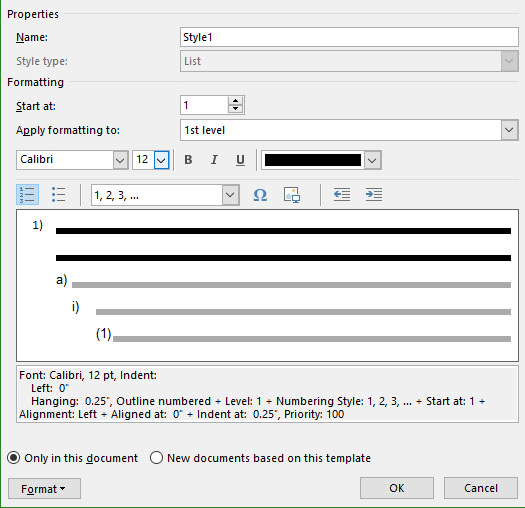 Properties
Name: Style1
Style type: List
Formatting
Start at: 1
Apply formatting to: 1st level
Calibri 12 B I U
1, 2, 3, ... Ω
1)
a)
i)
(1)
Font: Calibri, 12 pt, Indent:
Left: 0"
Hanging: 0.25", Outline numbered + Level: 1 + Numbering Style: 1, 2, 3, ... + Start at: 1 +
Alignment: Left + Aligned at: 0" + Indent at: 0.25", Priority: 100
Only in this document New documents based on this template
Format OK Cancel